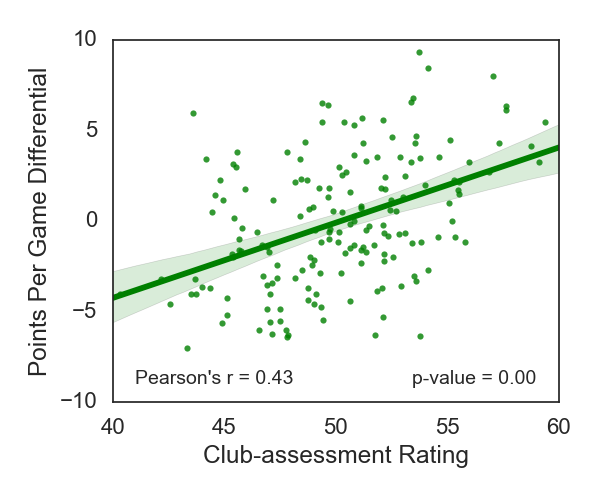 10
5
0
−5
−10
Points Per Game Differential
Pearson's r = 0.43
p-value = 0.00
40
45
50
55
60
Club-assessment Rating